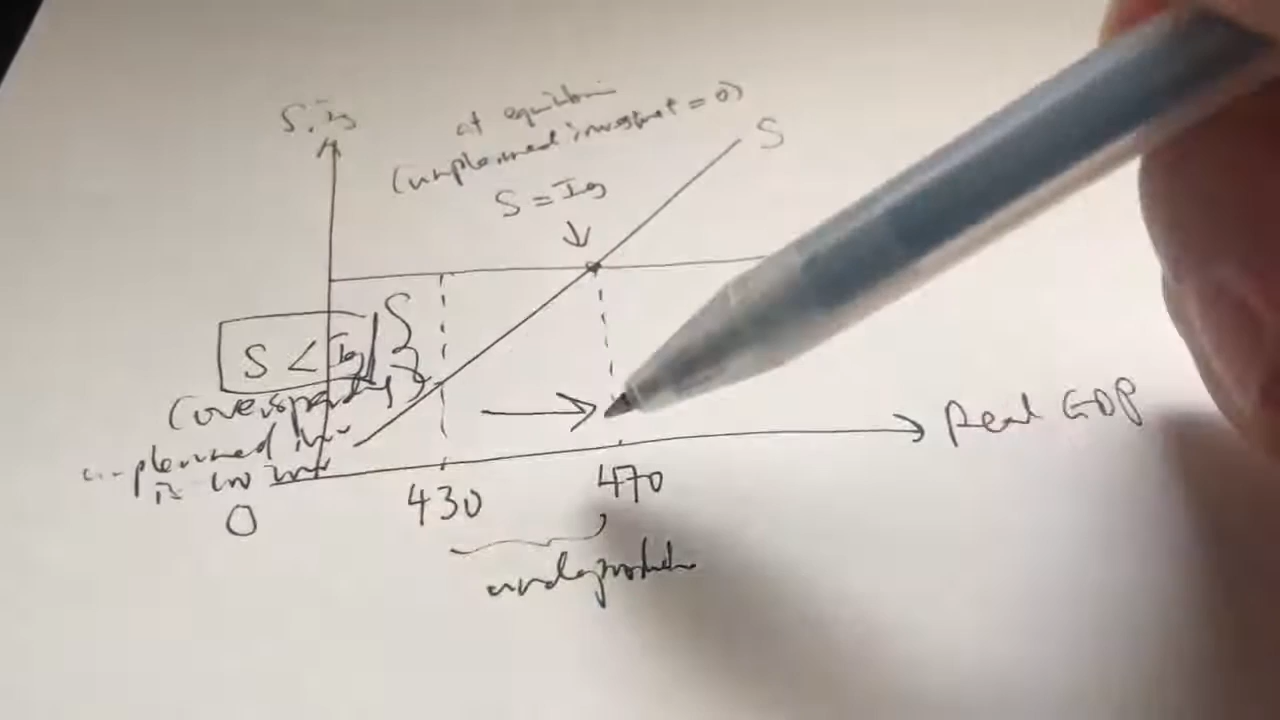 S, Ig
at equilibrium
(unplanned investment = 0)
S = Ig
S
S < Ig
(overspending)
unplanned inv
0
430
470
Real GDP
underproduction